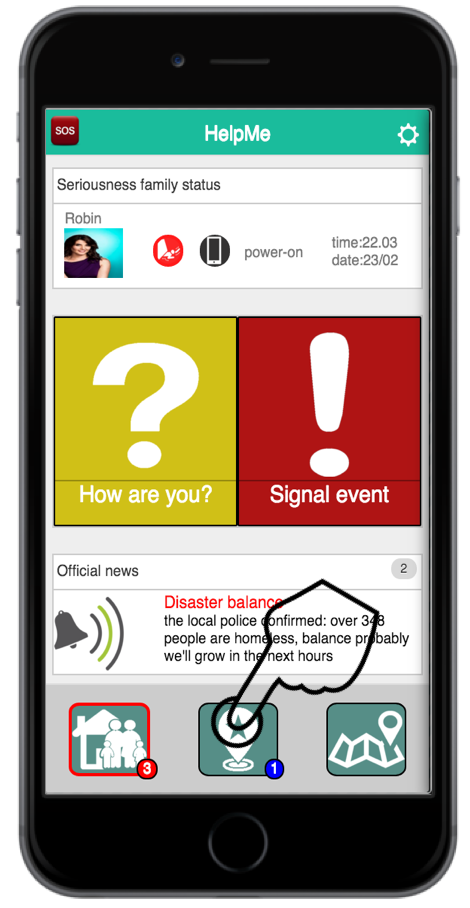 SOS
HelpMe
Seriousness family status
Robin
power-on
time:22.03
date:23/02
?
!
How are you?
Signal event
Official news
2
Disaster balance
the local police confirmed: over 348
people are homeless, balance probably
we'll grow in the next hours
3
1